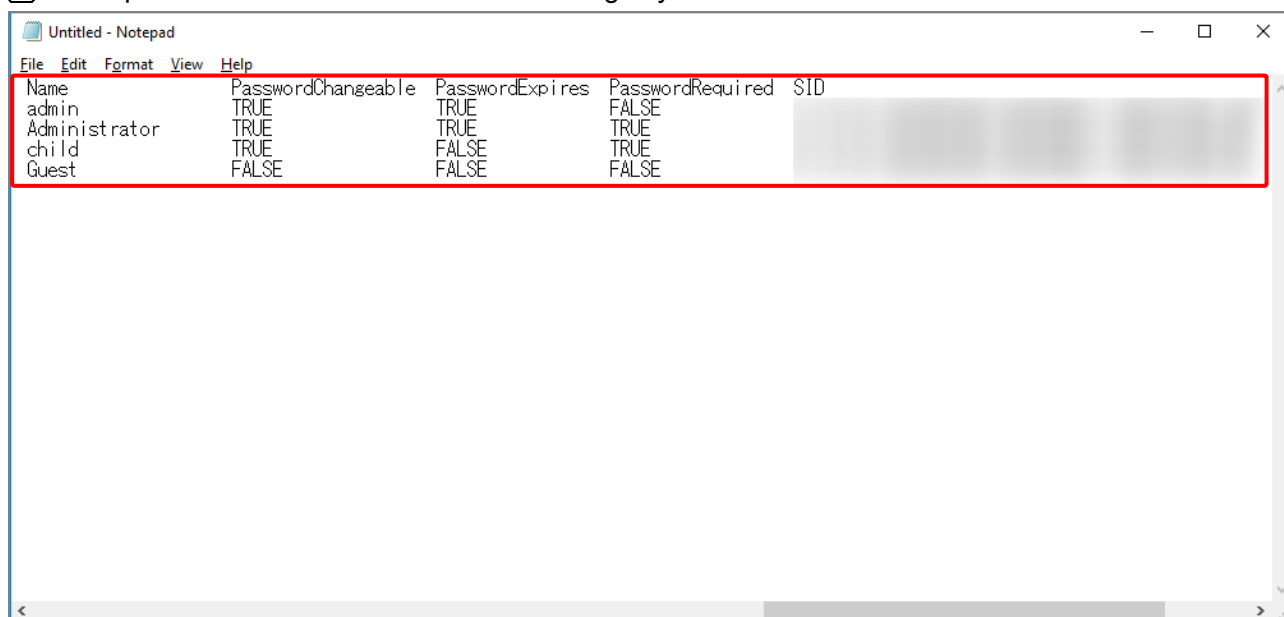 Untitled - Notepad
File Edit Format View Help
Name PasswordChangeable PasswordExpires PasswordRequired SID
admin TRUE TRUE FALSE
Administrator TRUE TRUE TRUE
child TRUE FALSE TRUE
Guest FALSE FALSE FALSE